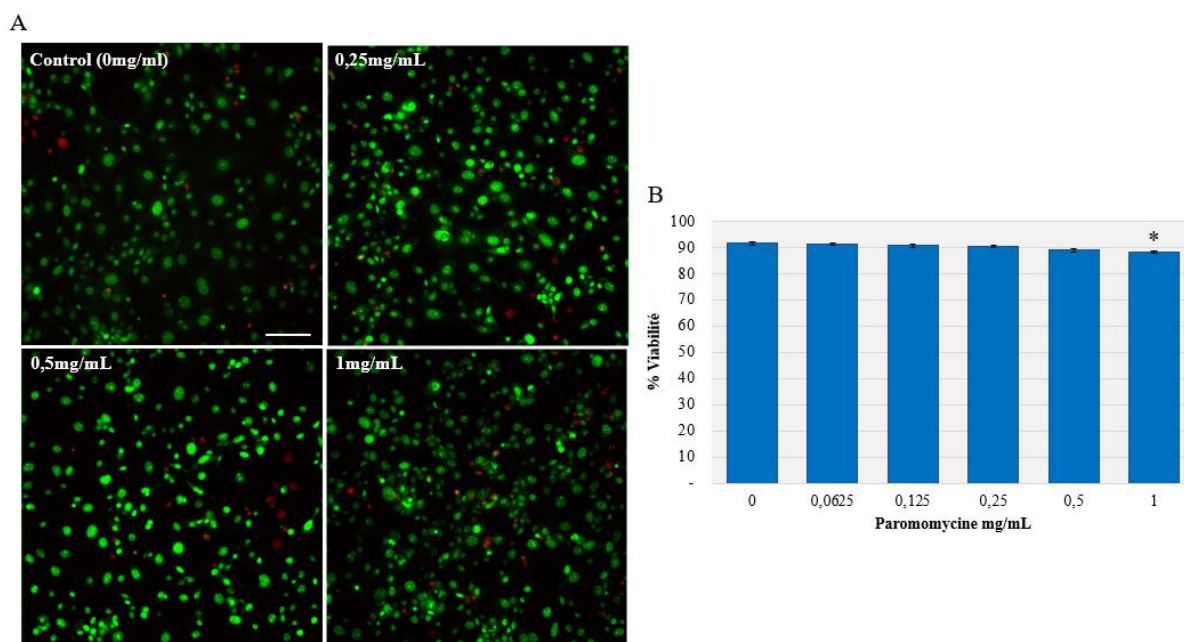 A
Control (0mg/ml)
0,25mg/mL
0,5mg/mL
1mg/mL
B
100
90
80
70
60
50
40
30
20
10
-
% Viabilité
*
0 0,0625 0,125 0,25 0,5 1
Paromomycine mg/mL